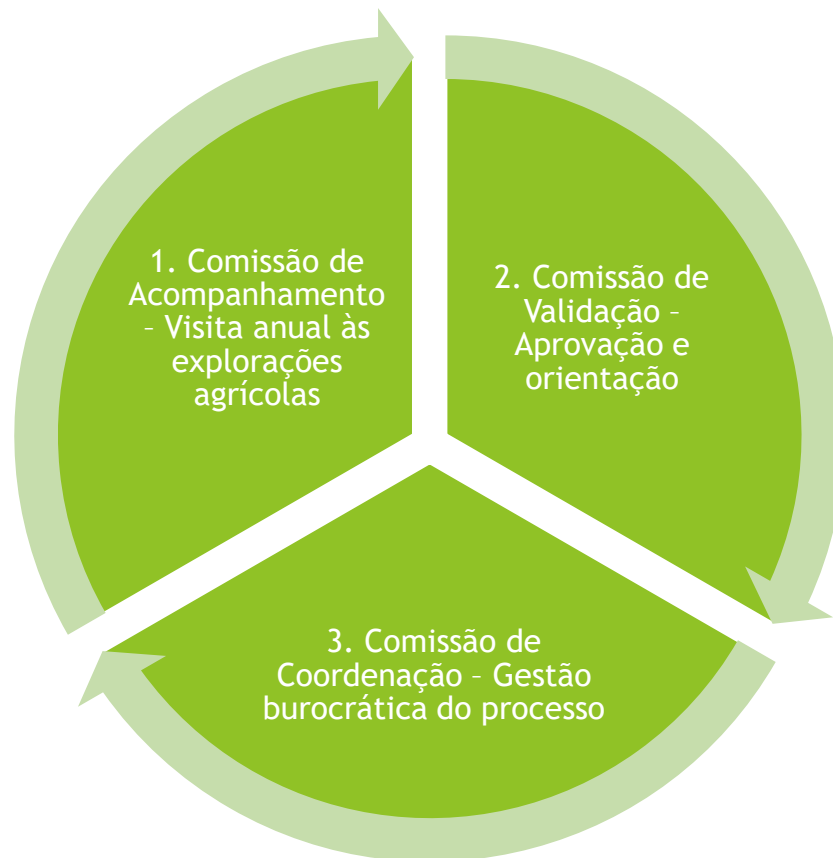 1. Comissão de
Acompanhamento
– Visita anual às
explorações
agrícolas
2. Comissão de
Validação –
Aprovação e
orientação
3. Comissão de
Coordenação – Gestão
burocrática do processo